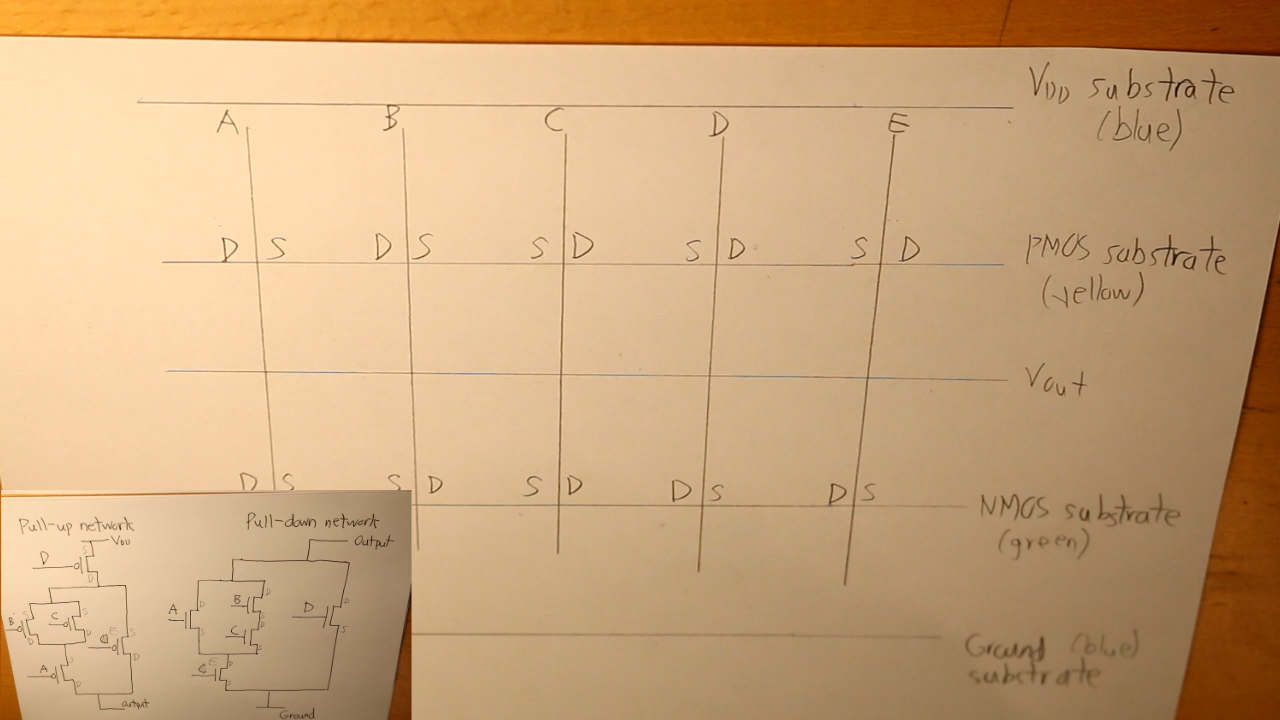 VDD substrate
(blue)
A B C D E
D S D S S D S D S D
PMOS substrate
(yellow)
Vout
D S S D S D D S D S
NMOS substrate
(green)
Ground (blue)
substrate
Pull-up network
VDD
D
S
D
B
S
D
C
S
D
E
S
D
A
S
D
output
Pull-down network
output
A
D
S
B
D
S
C
D
S
D
D
S
E
D
S
Ground